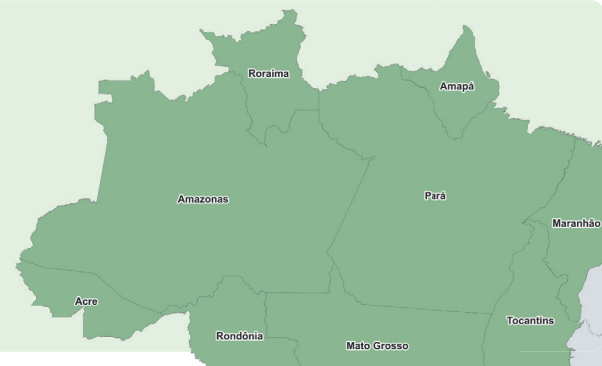 Roraima
Amapá
Amazonas
Pará
Maranhão
Acre
Tocantins
Rondônia
Mato Grosso